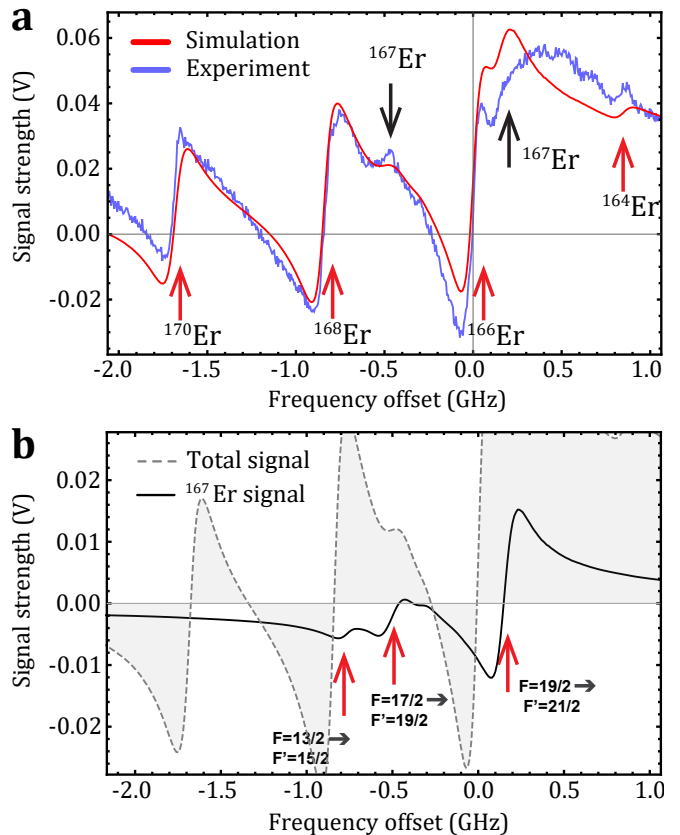 a
0.06
0.04
0.02
0.00
-0.02
Signal strength (V)
Simulation
Experiment
¹⁶⁷Er
¹⁶⁷Er
¹⁶⁴Er
¹⁷⁰Er
¹⁶⁸Er
¹⁶⁶Er
-2.0 -1.5 -1.0 -0.5 0.0 0.5 1.0
Frequency offset (GHz)
b
0.02
0.01
0.00
-0.01
-0.02
Signal strength (V)
Total signal
¹⁶⁷Er signal
F=13/2➔
F'=15/2
F=17/2➔
F'=19/2
F=19/2➔
F'=21/2
-2.0 -1.5 -1.0 -0.5 0.0 0.5 1.0
Frequency offset (GHz)